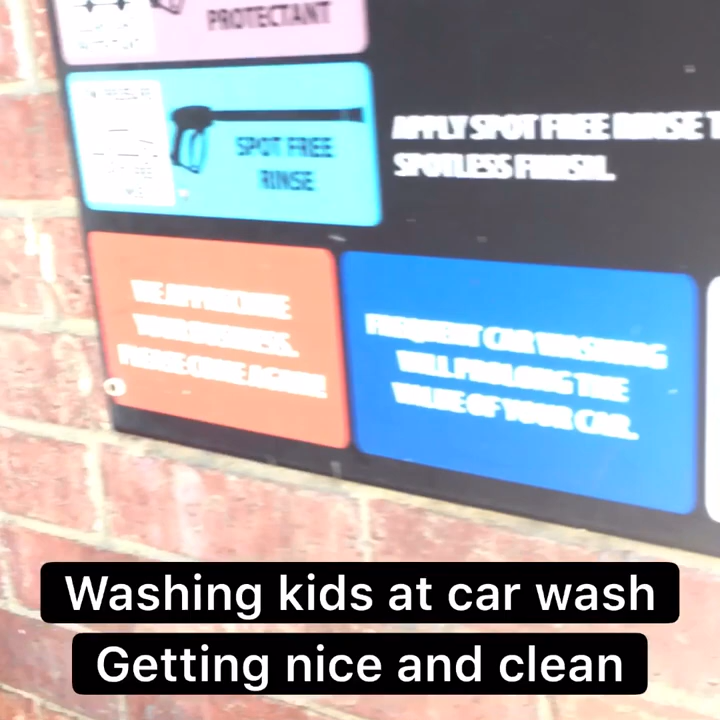 PROTECTANT
SPOT FREE
RINSE
APPLY SPOT FREE RINSE
SPOTLESS FINISH.
WE APPRECIATE
YOUR BUSINESS.
PLEASE COME AGAIN!
FREQUENT CAR WASHING
WILL PROLONG THE
VALUE OF YOUR CAR.
Washing kids at car wash
Getting nice and clean